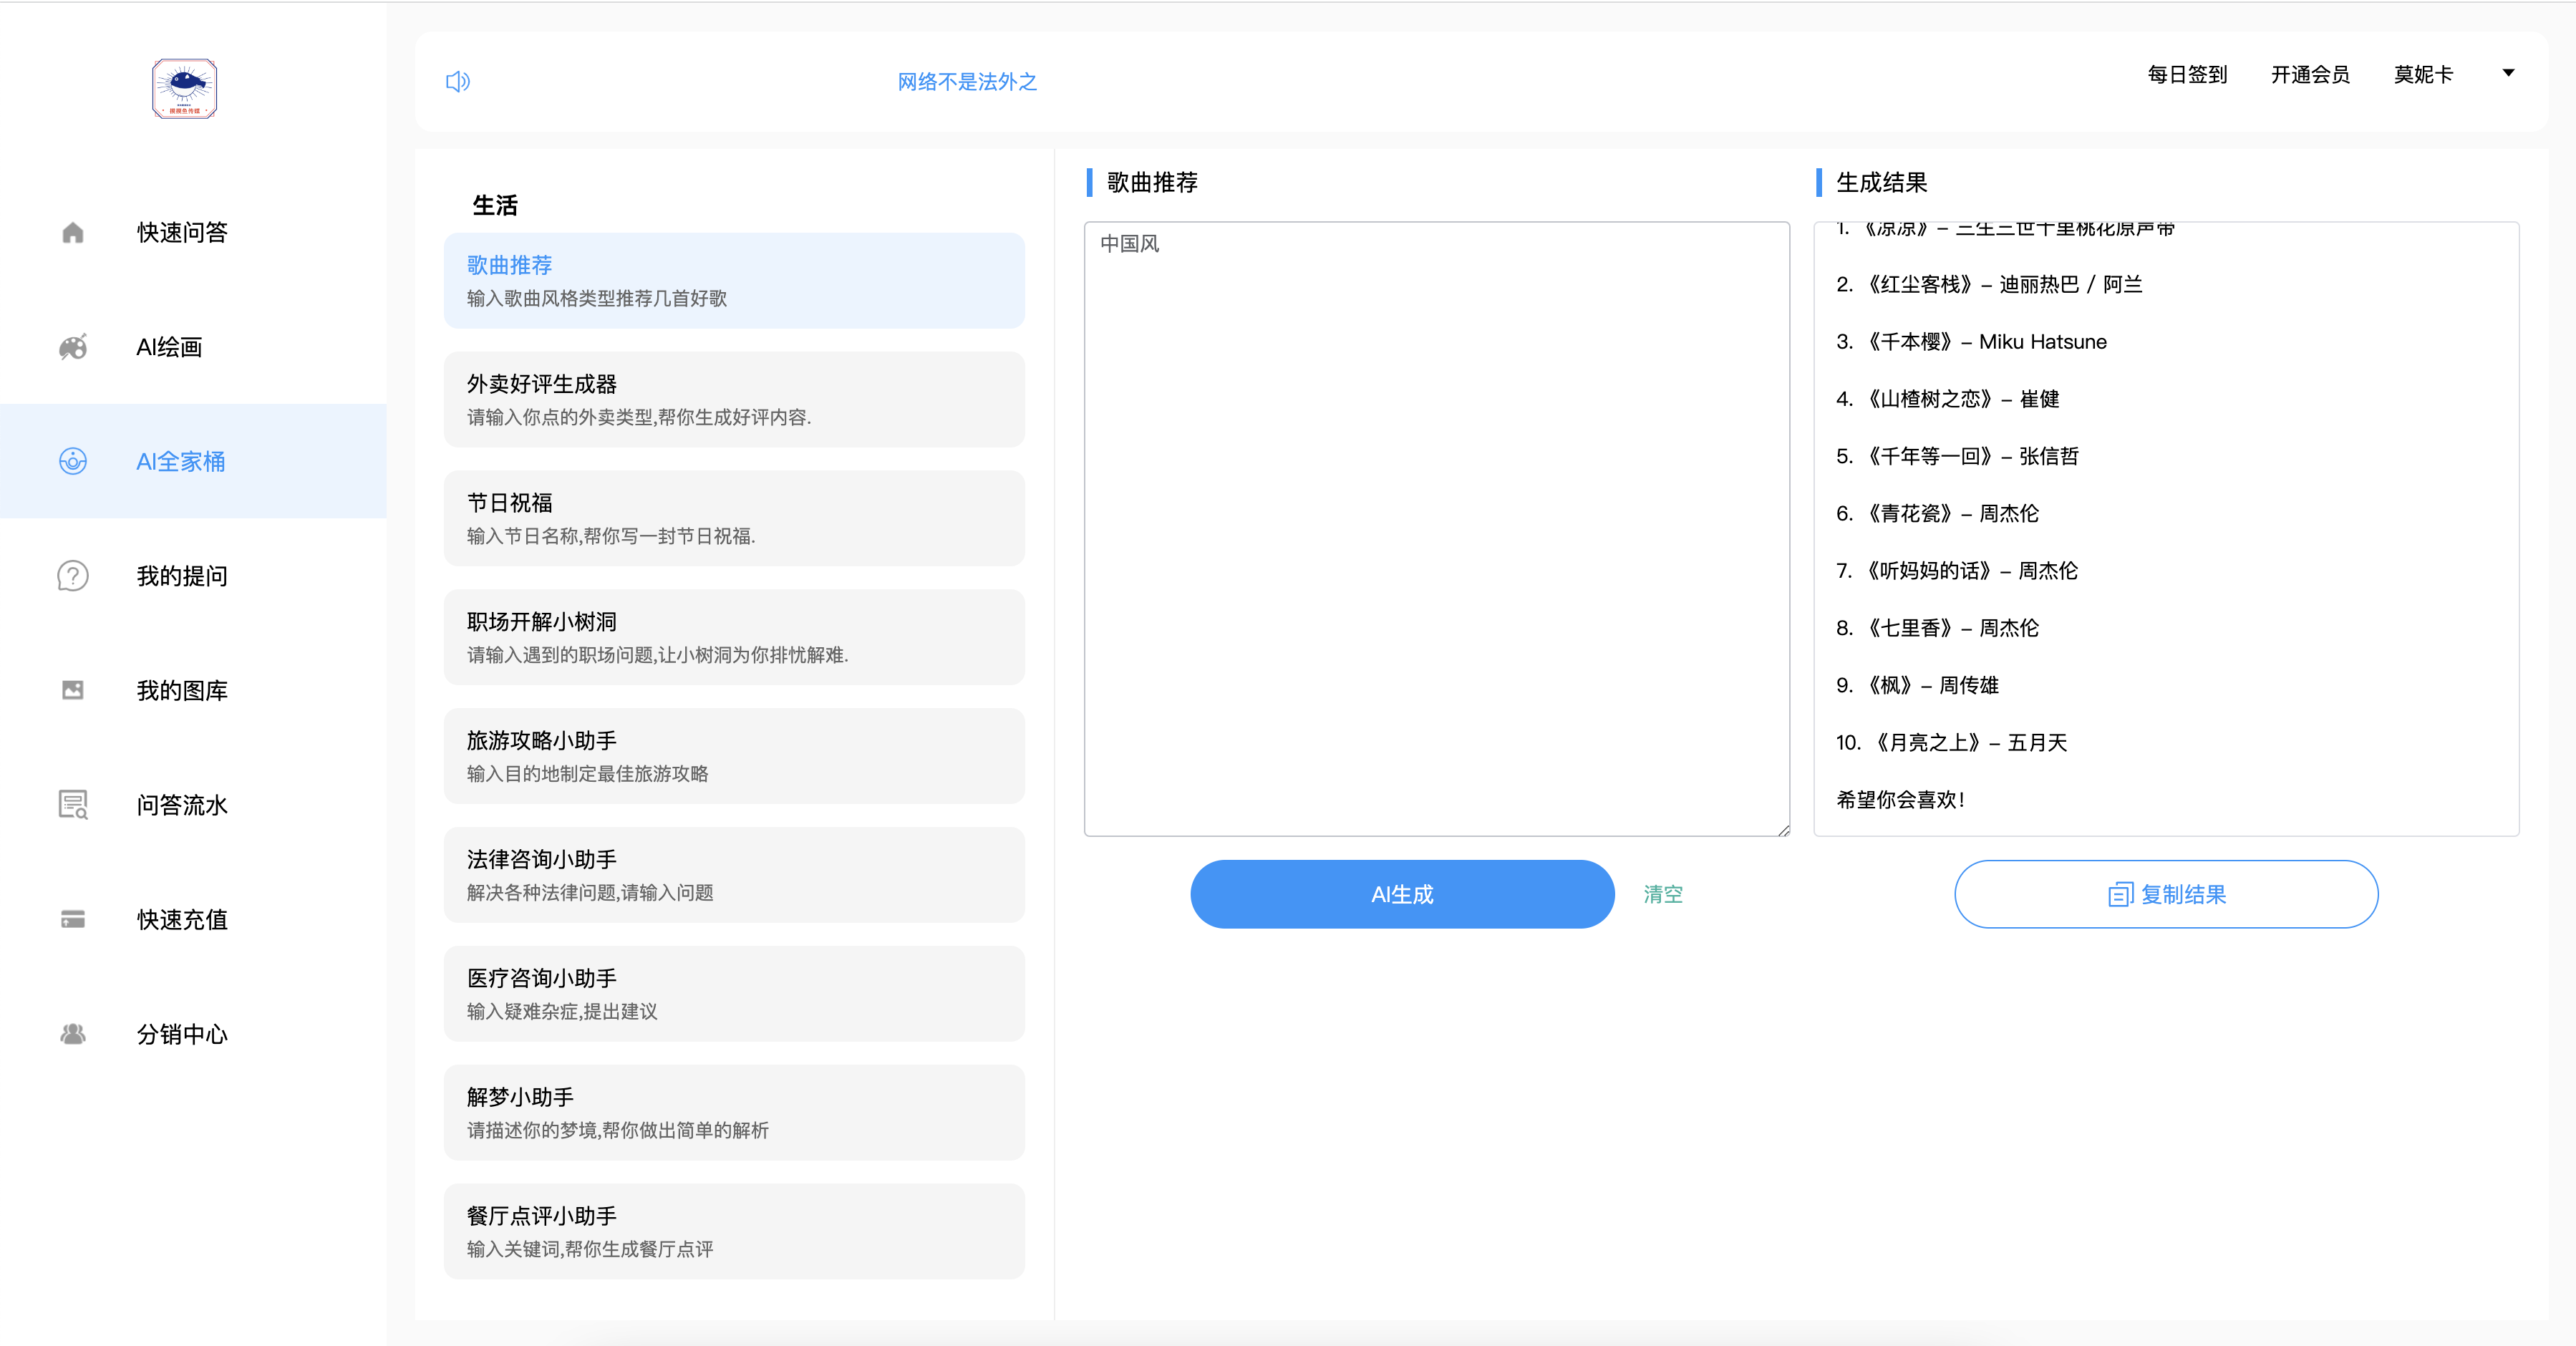 网络不是法外之
每日签到
开通会员
莫妮卡
快速问答
AI绘画
AI全家桶
我的提问
我的图库
问答流水
快速充值
分销中心
生活
歌曲推荐
输入歌曲风格类型推荐几首好歌
外卖好评生成器
请输入你点的外卖类型,帮你生成好评内容.
节日祝福
输入节日名称,帮你写一封节日祝福.
职场开解小树洞
请输入遇到的职场问题,让小树洞为你排忧解难.
旅游攻略小助手
输入目的地制定最佳旅游攻略
法律咨询小助手
解决各种法律问题,请输入问题
医疗咨询小助手
输入疑难杂症,提出建议
解梦小助手
请描述你的梦境,帮你做出简单的解析
餐厅点评小助手
输入关键词,帮你生成餐厅点评
歌曲推荐
中国风
AI生成
清空
生成结果
1. 《凉凉》– 三生三世十里桃花原声带
2. 《红尘客栈》– 迪丽热巴 / 阿兰
3. 《千本樱》– Miku Hatsune
4. 《山楂树之恋》– 崔健
5. 《千年等一回》– 张信哲
6. 《青花瓷》– 周杰伦
7. 《听妈妈的话》– 周杰伦
8. 《七里香》– 周杰伦
9. 《枫》– 周传雄
10. 《月亮之上》– 五月天
希望你会喜欢！
复制结果